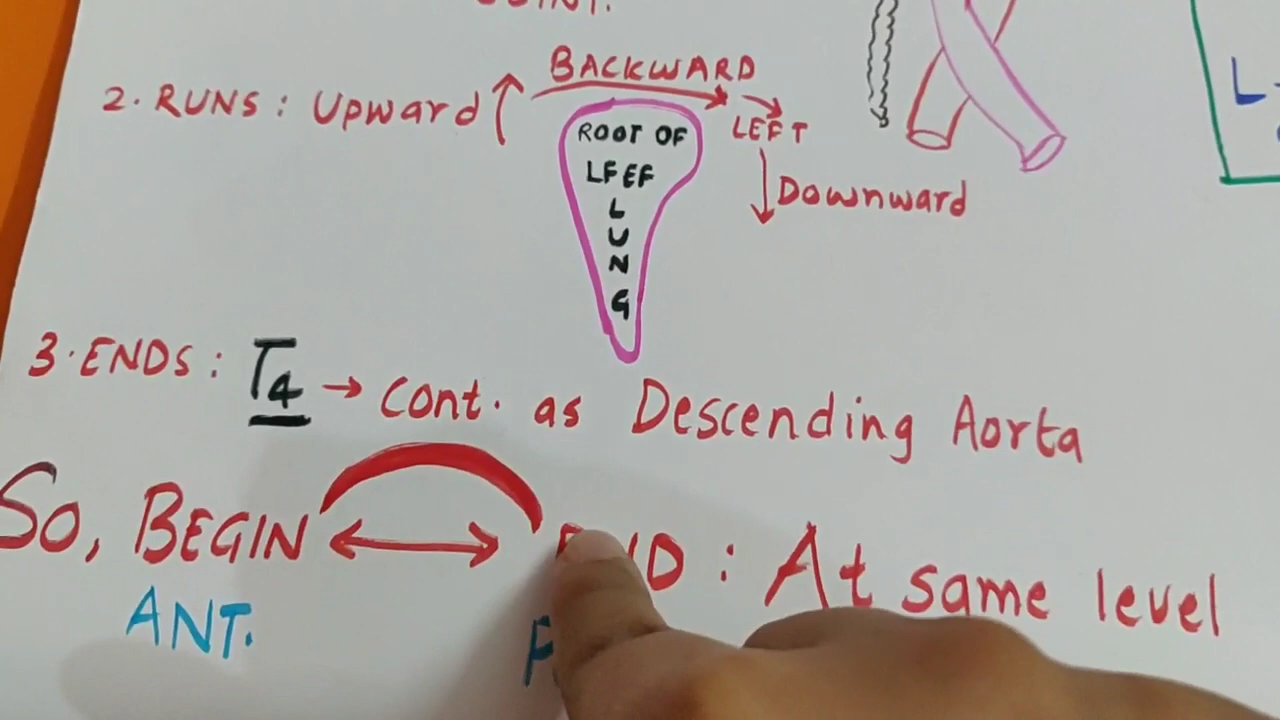 BACKWARD
2. RUNS: Upward
LEFT
Downward
ROOT OF
LFEF
L
U
N
G
L
3. ENDS: T4 → Cont. as Descending Aorta
So, BEGIN ↔ : At same level
ANT.